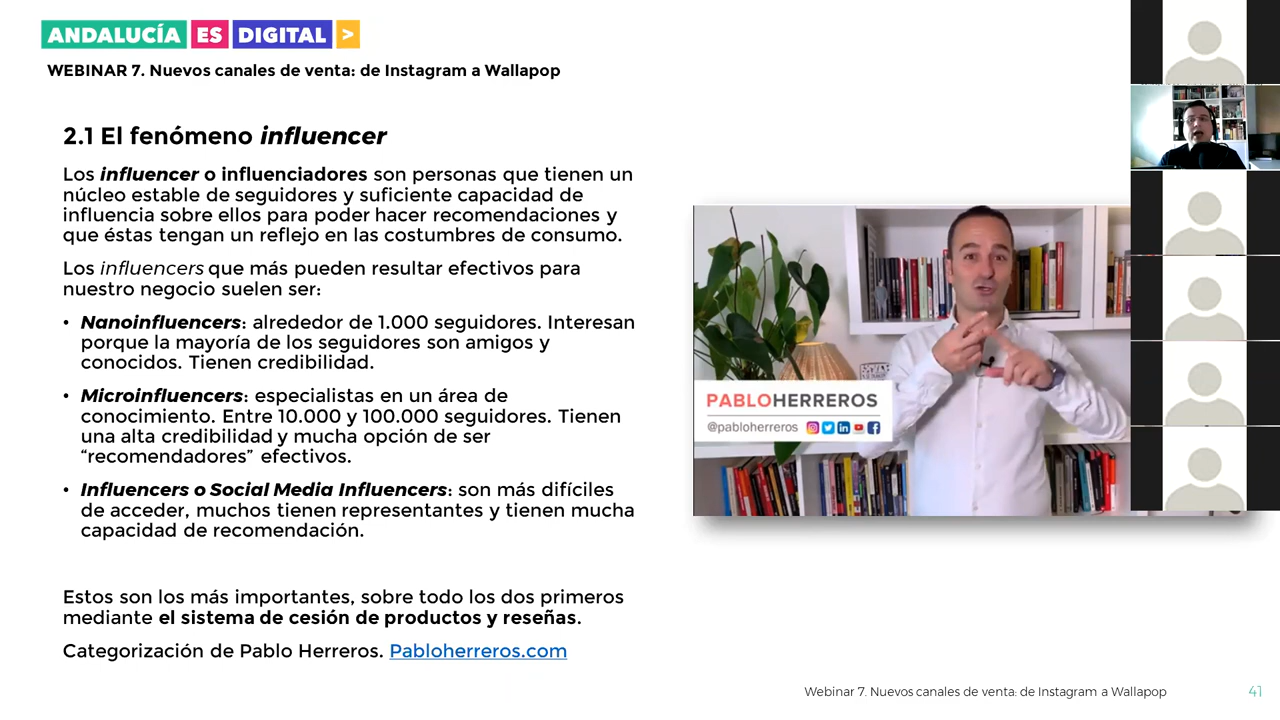 ANDALUCÍA ES DIGITAL >
WEBINAR 7. Nuevos canales de venta: de Instagram a Wallapop
2.1 El fenómeno influencer
Los influencer o influenciadores son personas que tienen un
núcleo estable de seguidores y suficiente capacidad de
influencia sobre ellos para poder hacer recomendaciones y
que éstas tengan un reflejo en las costumbres de consumo.
Los influencers que más pueden resultar efectivos para
nuestro negocio suelen ser:
• Nanoinfluencers: alrededor de 1.000 seguidores. Interesan
porque la mayoría de los seguidores son amigos y
conocidos. Tienen credibilidad.
• Microinfluencers: especialistas en un área de
conocimiento. Entre 10.000 y 100.000 seguidores. Tienen
una alta credibilidad y mucha opción de ser
“recomendadores” efectivos.
• Influencers o Social Media Influencers: son más difíciles
de acceder, muchos tienen representantes y tienen mucha
capacidad de recomendación.
Estos son los más importantes, sobre todo los dos primeros
mediante el sistema de cesión de productos y reseñas.
Categorización de Pablo Herreros. Pabloherreros.com
PABLOHERREROS
@pabloherreros
Webinar 7. Nuevos canales de venta: de Instagram a Wallapop
41